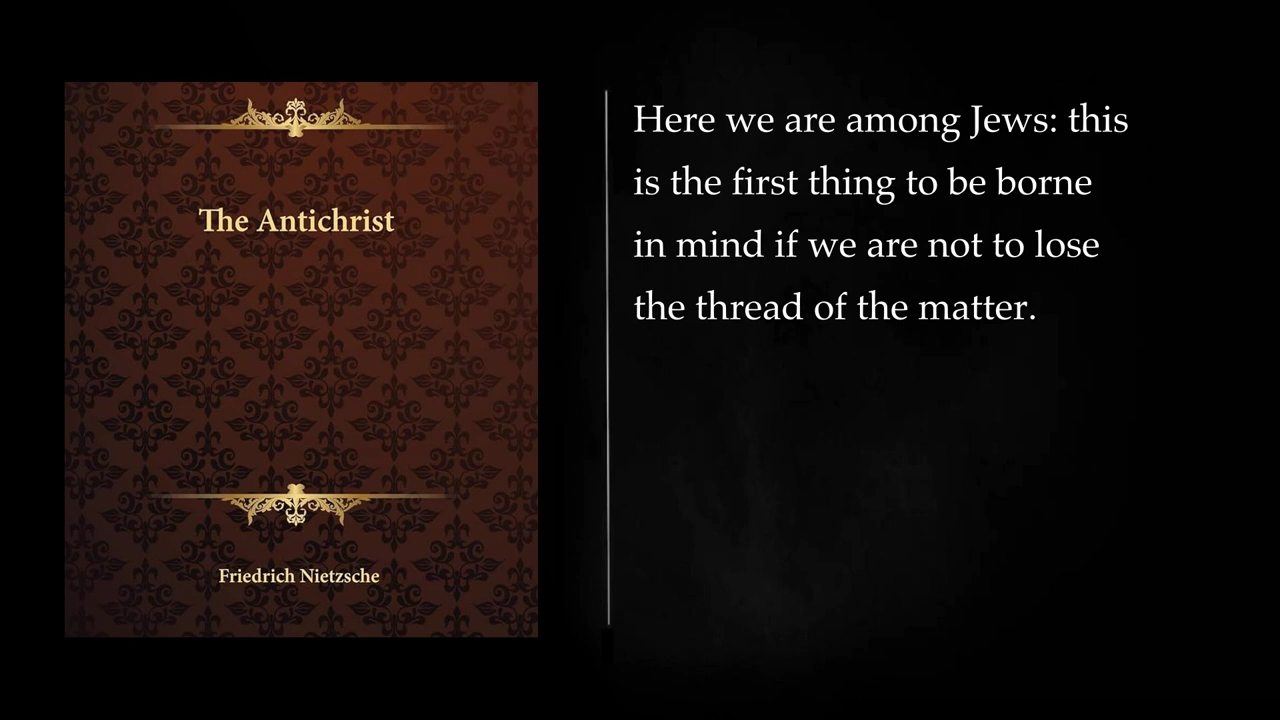 The Antichrist
Friedrich Nietzsche
Here we are among Jews: this
is the first thing to be borne
in mind if we are not to lose
the thread of the matter.